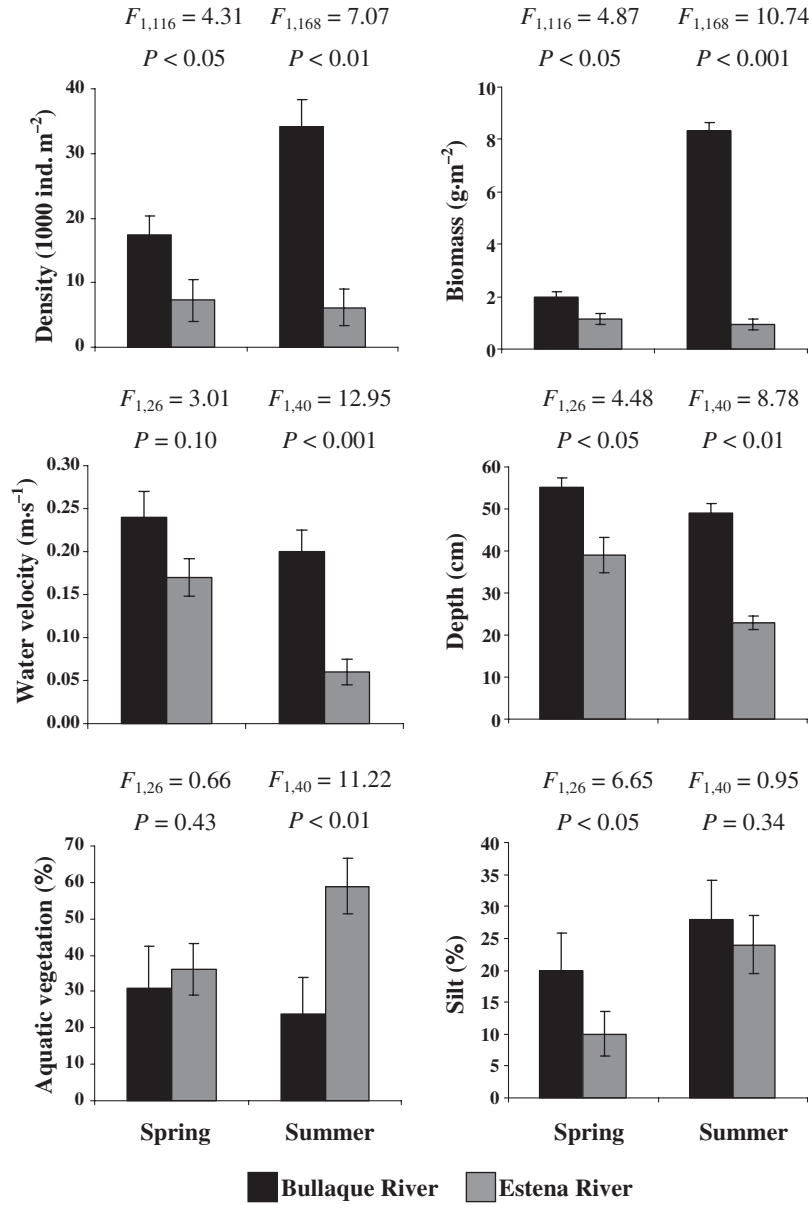 F1,116 = 4.31 F1,168 = 7.07
P < 0.05 P < 0.01
Density (1000 ind. m−2)
40
30
20
10
0
F1,116 = 4.87 F1,168 = 10.74
P < 0.05 P < 0.001
Biomass (g·m−2)
10
8
6
4
2
0
F1,26 = 3.01 F1,40 = 12.95
P = 0.10 P < 0.001
Water velocity (m·s−1)
0.30
0.25
0.20
0.15
0.10
0.05
0.00
F1,26 = 4.48 F1,40 = 8.78
P < 0.05 P < 0.01
Depth (cm)
60
50
40
30
20
10
0
F1,26 = 0.66 F1,40 = 11.22
P = 0.43 P < 0.01
Aquatic vegetation (%)
70
60
50
40
30
20
10
0
Spring Summer
F1,26 = 6.65 F1,40 = 0.95
P < 0.05 P = 0.34
Silt (%)
40
35
30
25
20
15
10
5
0
Spring Summer
Bullaque River Estena River